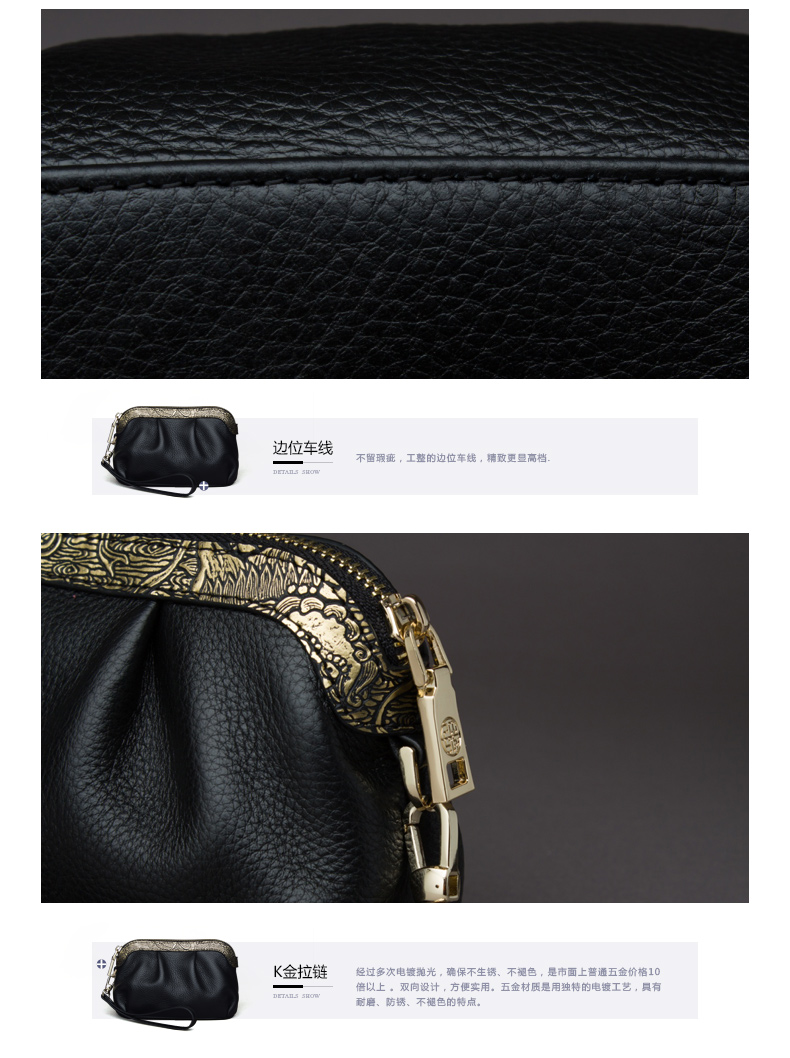 边位车线
DETAILS SHOW
不留瑕疵，工整的边位车线，精致更显高档.
K金拉链
DETAILS SHOW
经过多次电镀抛光，确保不生锈、不褪色，是市面上普通五金价格10
倍以上 。双向设计，方便实用。五金材质是用独特的电镀工艺，具有
耐磨、防锈、不褪色的特点。